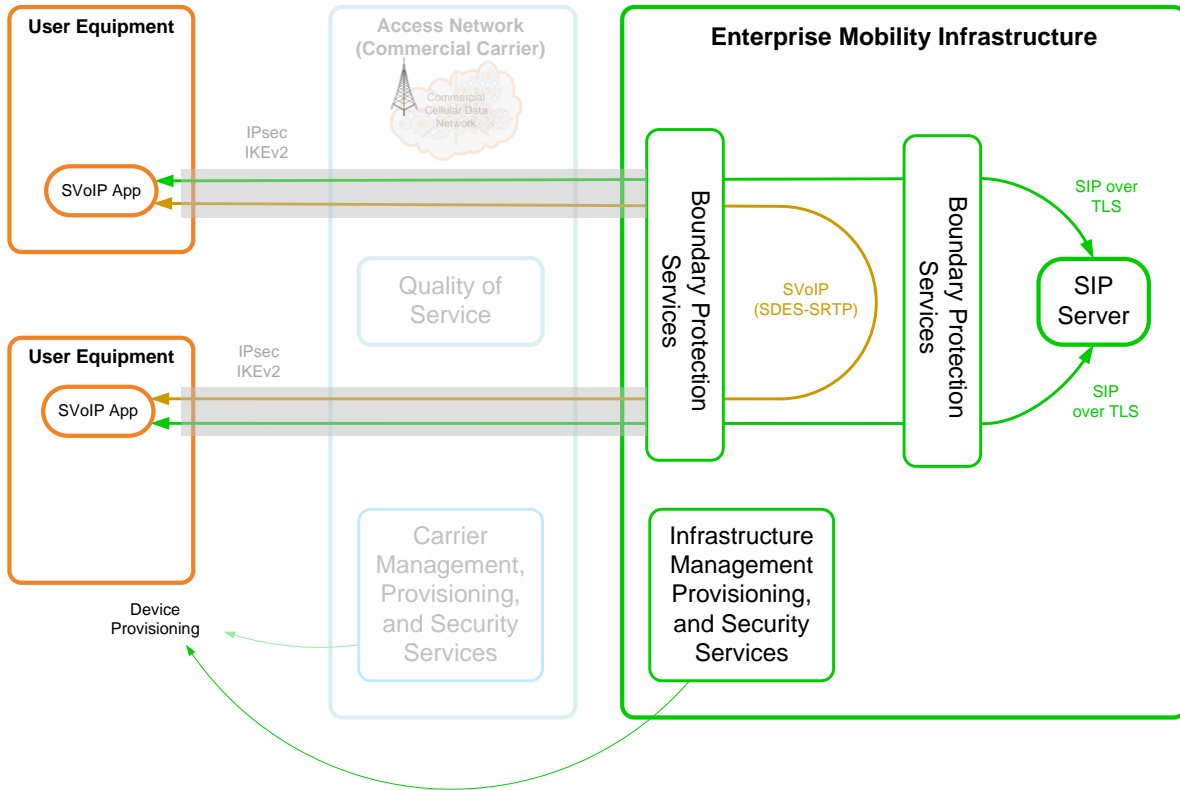 User Equipment
Access Network
(Commercial Carrier)
Commercial
Cellular Data
Network
Enterprise Mobility Infrastructure
IPsec
IKEv2
SVoIP App
Boundary Protection
Services
Boundary Protection
Services
SIP over
TLS
Quality of
Service
SVoIP
(SDES-SRTP)
SIP
Server
User Equipment
IPsec
IKEv2
SVoIP App
SIP
over TLS
Carrier
Management,
Provisioning,
and Security
Services
Infrastructure
Management
Provisioning,
and Security
Services
Device
Provisioning